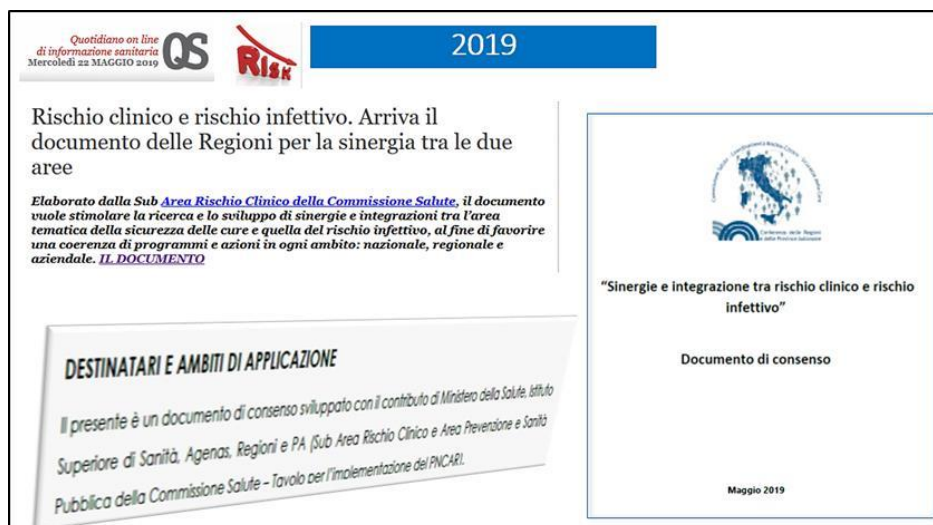 Quotidiano on line
di informazione sanitaria
Mercoledì 22 MAGGIO 2019
QS
RISK
2019
Rischio clinico e rischio infettivo. Arriva il
documento delle Regioni per la sinergia tra le due
aree
Elaborato dalla Sub Area Rischio Clinico della Commissione Salute, il documento
vuole stimolare la ricerca e lo sviluppo di sinergie e integrazioni tra l'area
tematica della sicurezza delle cure e quella del rischio infettivo, al fine di favorire
una coerenza di programmi e azioni in ogni ambito: nazionale, regionale e
aziendale. IL DOCUMENTO
DESTINATARI E AMBITI DI APPLICAZIONE
Il presente è un documento di consenso sviluppato con il contributo di Ministero della Salute, Istituto
Superiore di Sanità, Agenas, Regioni e PA (Sub Area Rischio Clinico e Area Prevenzione e Sanità
Pubblica della Commissione Salute – Tavolo per l'implementazione del PNCAR).
Conferenza delle Regioni
e delle Province Autonome
"Sinergie e integrazione tra rischio clinico e rischio
infettivo"
Documento di consenso
Maggio 2019